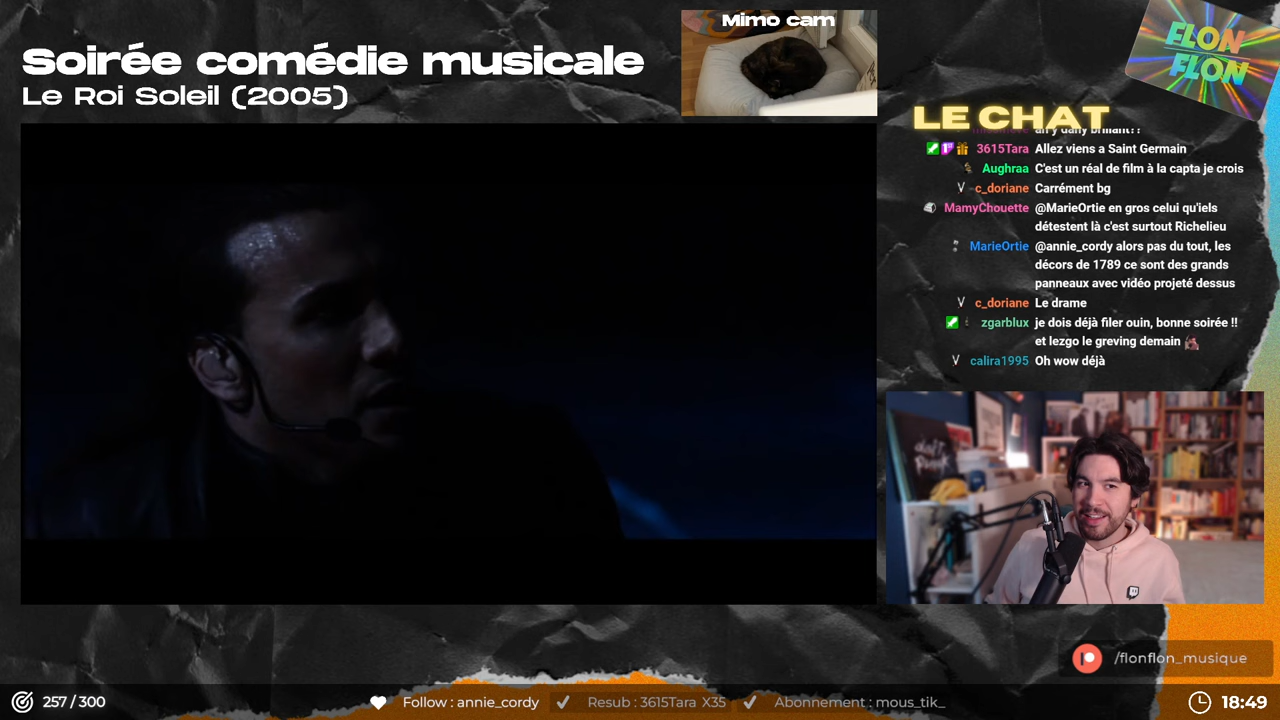 Soirée comédie musicale
Le Roi Soleil (2005)
Mimo cam
FLON
FLON
LE CHAT
3615Tara Allez viens a Saint Germain
Aughraa C'est un réal de film à la capta je crois
c_doriane Carrément bg
MamyChouette @MarieOrtie en gros celui qu'iels
détestent là c'est surtout Richelieu
MarieOrtie @annie_cordy alors pas du tout, les
décors de 1789 ce sont des grands
panneaux avec vidéo projeté dessus
c_doriane Le drame
zgarblux je dois déjà filer ouin, bonne soirée !!
et lezgo le greving demain
calira1995 Oh wow déjà
daft
punk
/flonflon_musique
257 / 300
Follow : annie_cordy
Resub : 3615Tara X35
Abonnement : mous_tik_
18:49